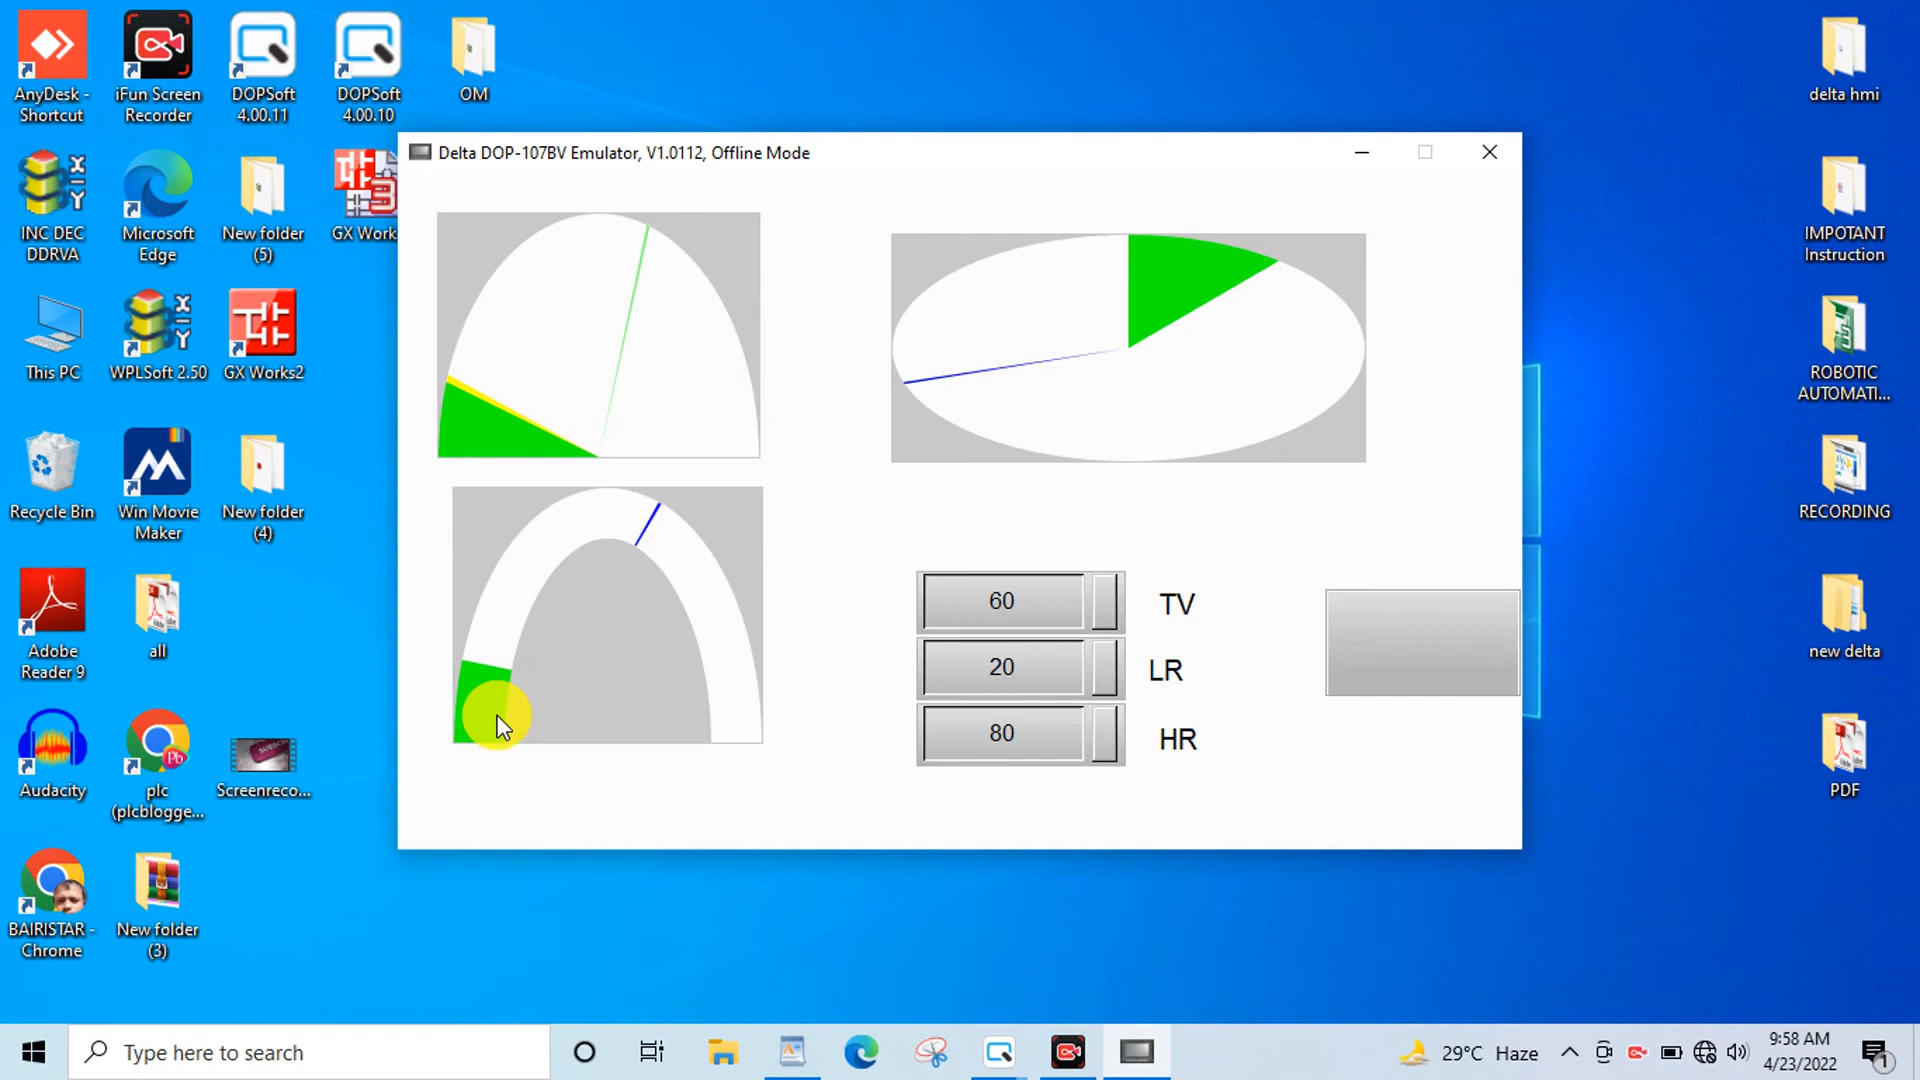 AnyDesk -
Shortcut
iFun Screen
Recorder
DOPSoft
4.00.11
DOPSoft
4.00.10
OM
delta hmi
Delta DOP-107BV Emulator, V1.0112, Offline Mode
INC DEC
DDRVA
Microsoft
Edge
New folder
(5)
GX Work
IMPOTANT
Instruction
This PC
WPLSoft 2.50
GX Works2
ROBOTIC
AUTOMATI...
Recycle Bin
Win Movie
Maker
New folder
(4)
RECORDING
60
TV
20
LR
80
HR
Adobe
Reader 9
all
new delta
Audacity
plc
(plcblogge...
SUBSC
Screenreco...
PDF
BAIRISTAR -
Chrome
New folder
(3)
Type here to search
29°C Haze
9:58 AM
4/23/2022
1